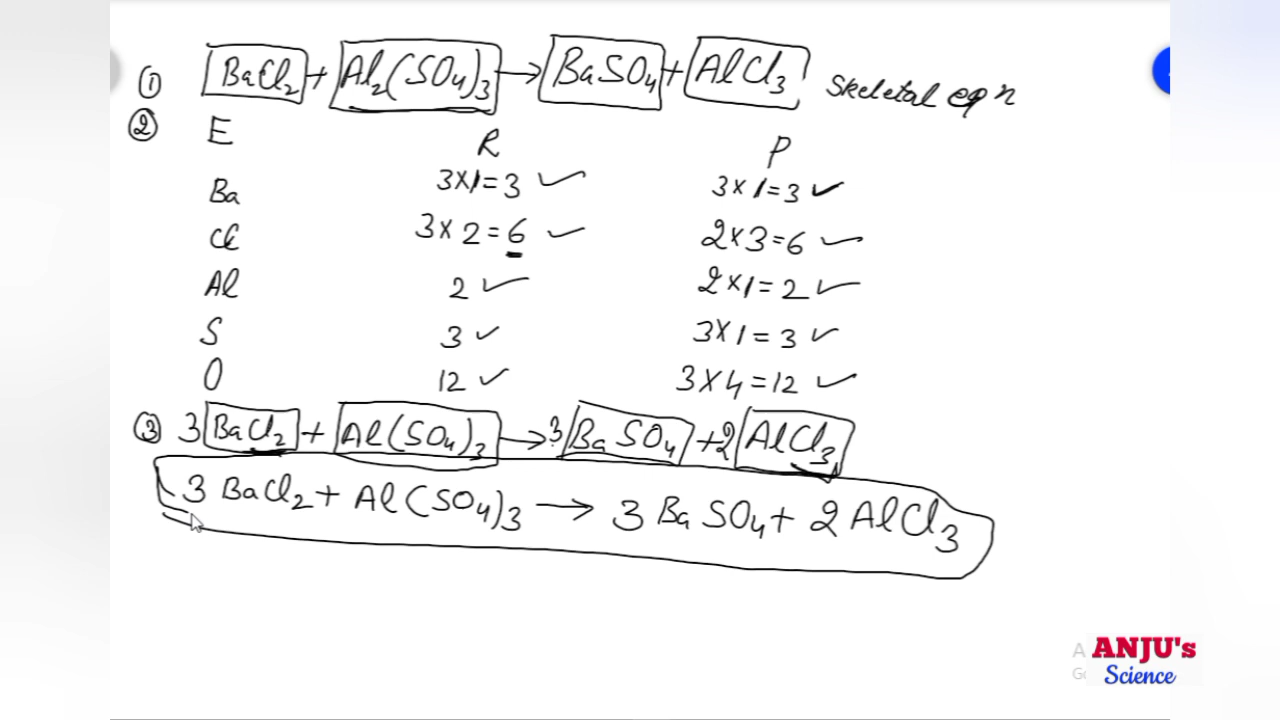 ① BaCl₂ + Al₂(SO₄)₃ → BaSO₄ + AlCl₃ Skeletal eqn
② E R P
Ba 3×1=3 ✓ 3×1=3 ✓
Cl 3×2=6 ✓ 2×3=6 ✓
Al 2 ✓ 2×1=2 ✓
S 3 ✓ 3×1=3 ✓
O 12 ✓ 3×4=12 ✓
③ 3 BaCl₂ + Al(SO₄)₃ → 3 BaSO₄ + 2 AlCl₃
3 BaCl₂ + Al(SO₄)₃ → 3 BaSO₄ + 2 AlCl₃
ANJU's
Science